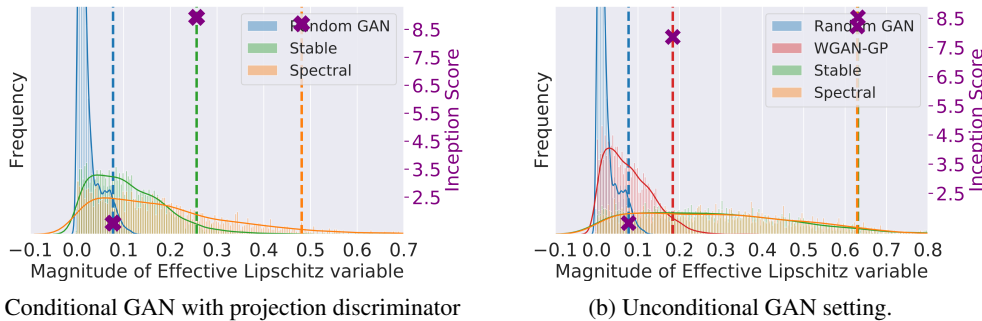 Frequency
8.5
7.5
6.5
5.5
4.5
3.5
2.5
Inception Score
Random GAN
Stable
Spectral
−0.1 0.0 0.1 0.2 0.3 0.4 0.5 0.6 0.7
Magnitude of Effective Lipschitz variable
Conditional GAN with projection discriminator
Frequency
8.5
7.5
6.5
5.5
4.5
3.5
2.5
Inception Score
Random GAN
WGAN-GP
Stable
Spectral
−0.1 0.0 0.1 0.2 0.3 0.4 0.5 0.6 0.7 0.8
Magnitude of Effective Lipschitz variable
(b) Unconditional GAN setting.